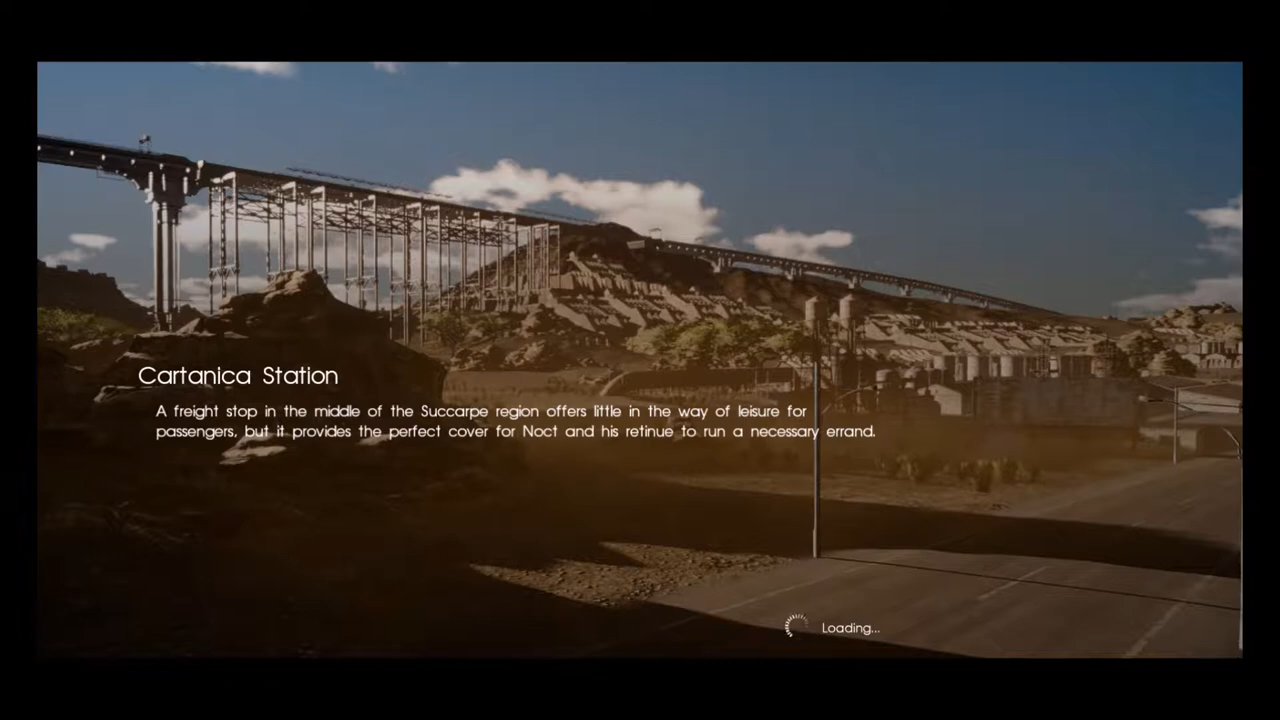 Cartanica Station
A freight stop in the middle of the Succarpe region offers little in the way of leisure for
passengers, but it provides the perfect cover for Noct and his retinue to run a necessary errand.
Loading...